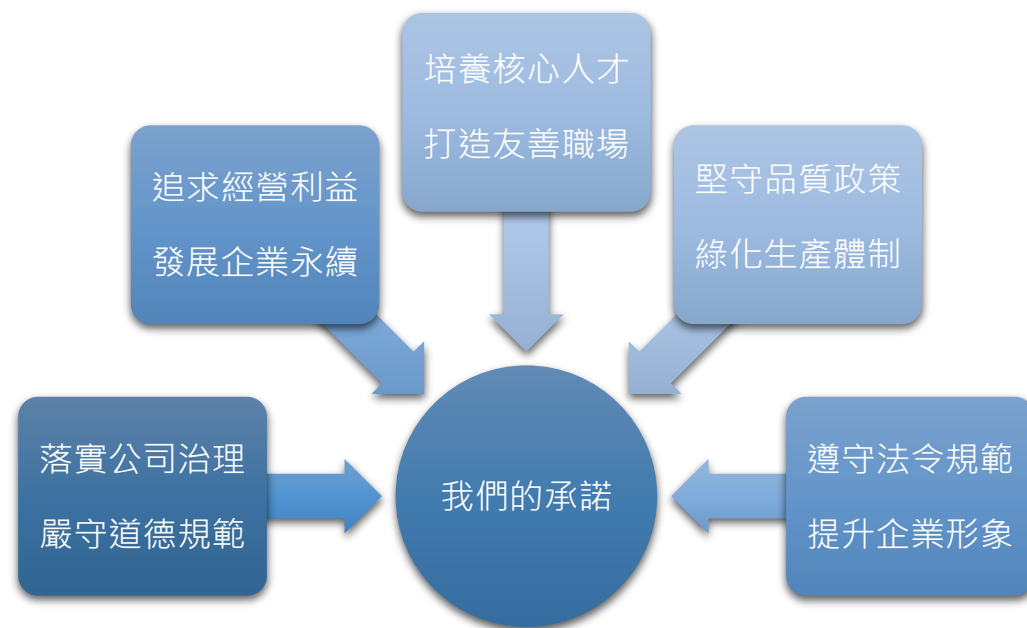 培養核心人才
打造友善職場
追求經營利益
發展企業永續
堅守品質政策
綠化生產體制
落實公司治理
嚴守道德規範
我們的承諾
遵守法令規範
提升企業形象